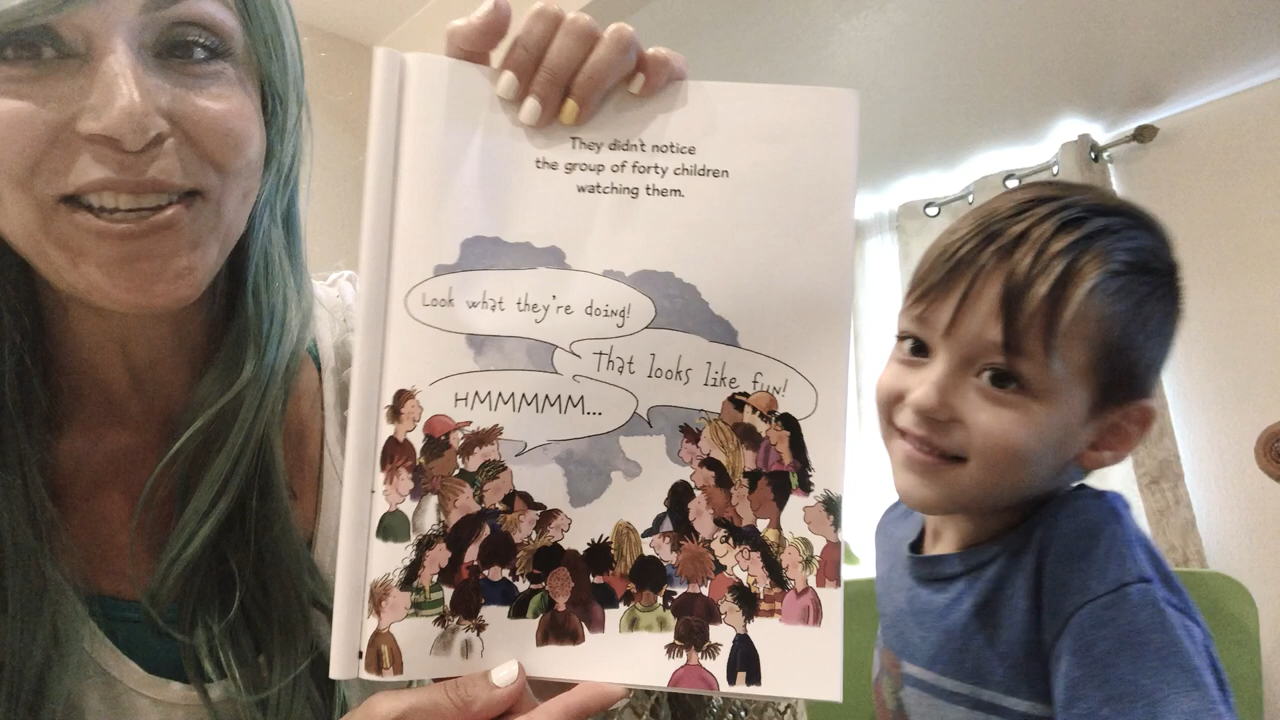 They didn't notice
the group of forty children
watching them.
Look what they're doing!
That looks like fun!
HMMMMM...